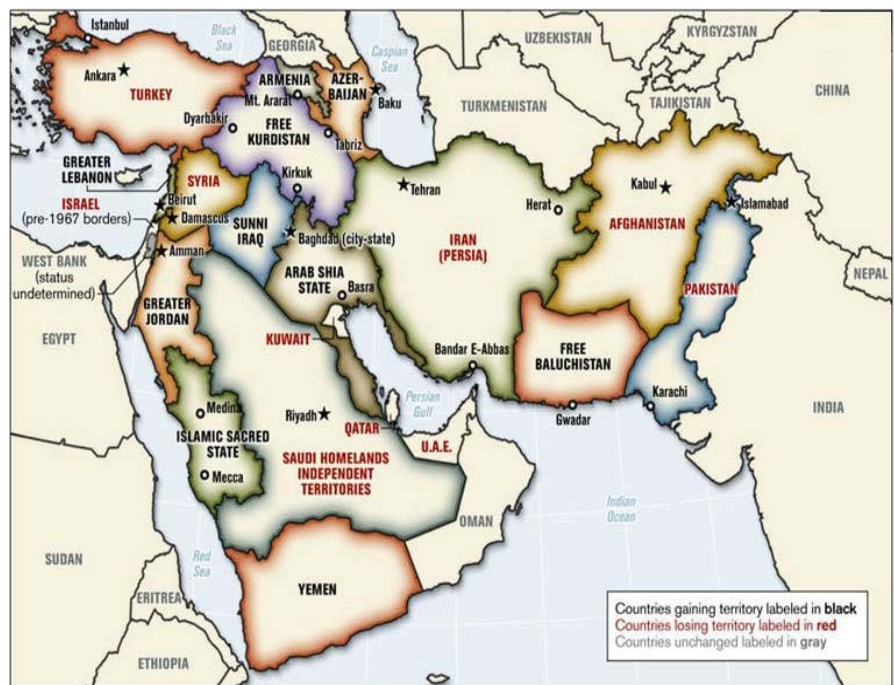 Istanbul
Black
Sea
GEORGIA
Caspian
Sea
UZBEKISTAN
KYRGYZSTAN
Ankara
TURKEY
ARMENIA
Mt. Ararat
AZER-
BAIJAN
Baku
TURKMENISTAN
TAJIKISTAN
CHINA
Dyarbakir
FREE
KURDISTAN
Tabriz
GREATER
LEBANON
SYRIA
Kirkuk
Tehran
Herat
Kabul
Islamabad
ISRAEL
(pre-1967 borders)
Beirut
Damascus
SUNNI
IRAQ
Baghdad (city-state)
IRAN
(PERSIA)
AFGHANISTAN
WEST BANK
(status
undetermined)
Amman
ARAB SHIA
STATE
Basra
PAKISTAN
NEPAL
GREATER
JORDAN
EGYPT
KUWAIT
Bandar E-Abbas
FREE
BALUCHISTAN
Karachi
Gwadar
INDIA
Medina
ISLAMIC SACRED
STATE
Mecca
Riyadh
Persian
Gulf
QATAR
U.A.E.
SAUDI HOMELANDS
INDEPENDENT
TERRITORIES
OMAN
Indian
Ocean
SUDAN
Red
Sea
YEMEN
ERITREA
ETHIOPIA
Countries gaining territory labeled in black
Countries losing territory labeled in red
Countries unchanged labeled in gray